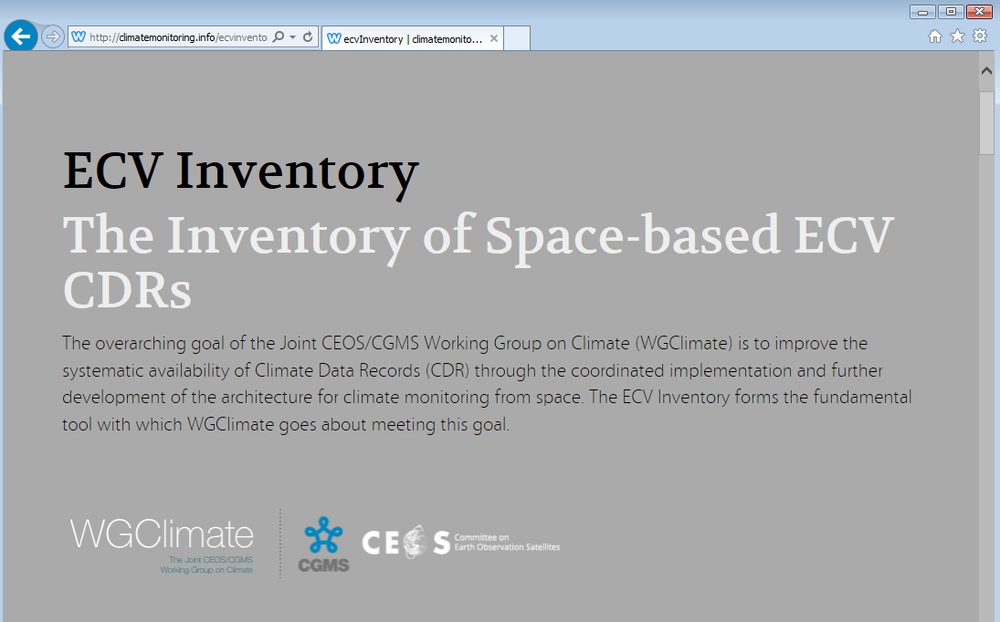 http://climatemonitoring.info/ecvinvento
ecvInventory | climatemonito...
ECV Inventory
The Inventory of Space-based ECV
CDRs
The overarching goal of the Joint CEOS/CGMS Working Group on Climate (WGClimate) is to improve the
systematic availability of Climate Data Records (CDR) through the coordinated implementation and further
development of the architecture for climate monitoring from space. The ECV Inventory forms the fundamental
tool with which WGClimate goes about meeting this goal.
WGClimate
The Joint CEOS/CGMS
Working Group on Climate
CGMS
CEOS
Committee on
Earth Observation Satellites